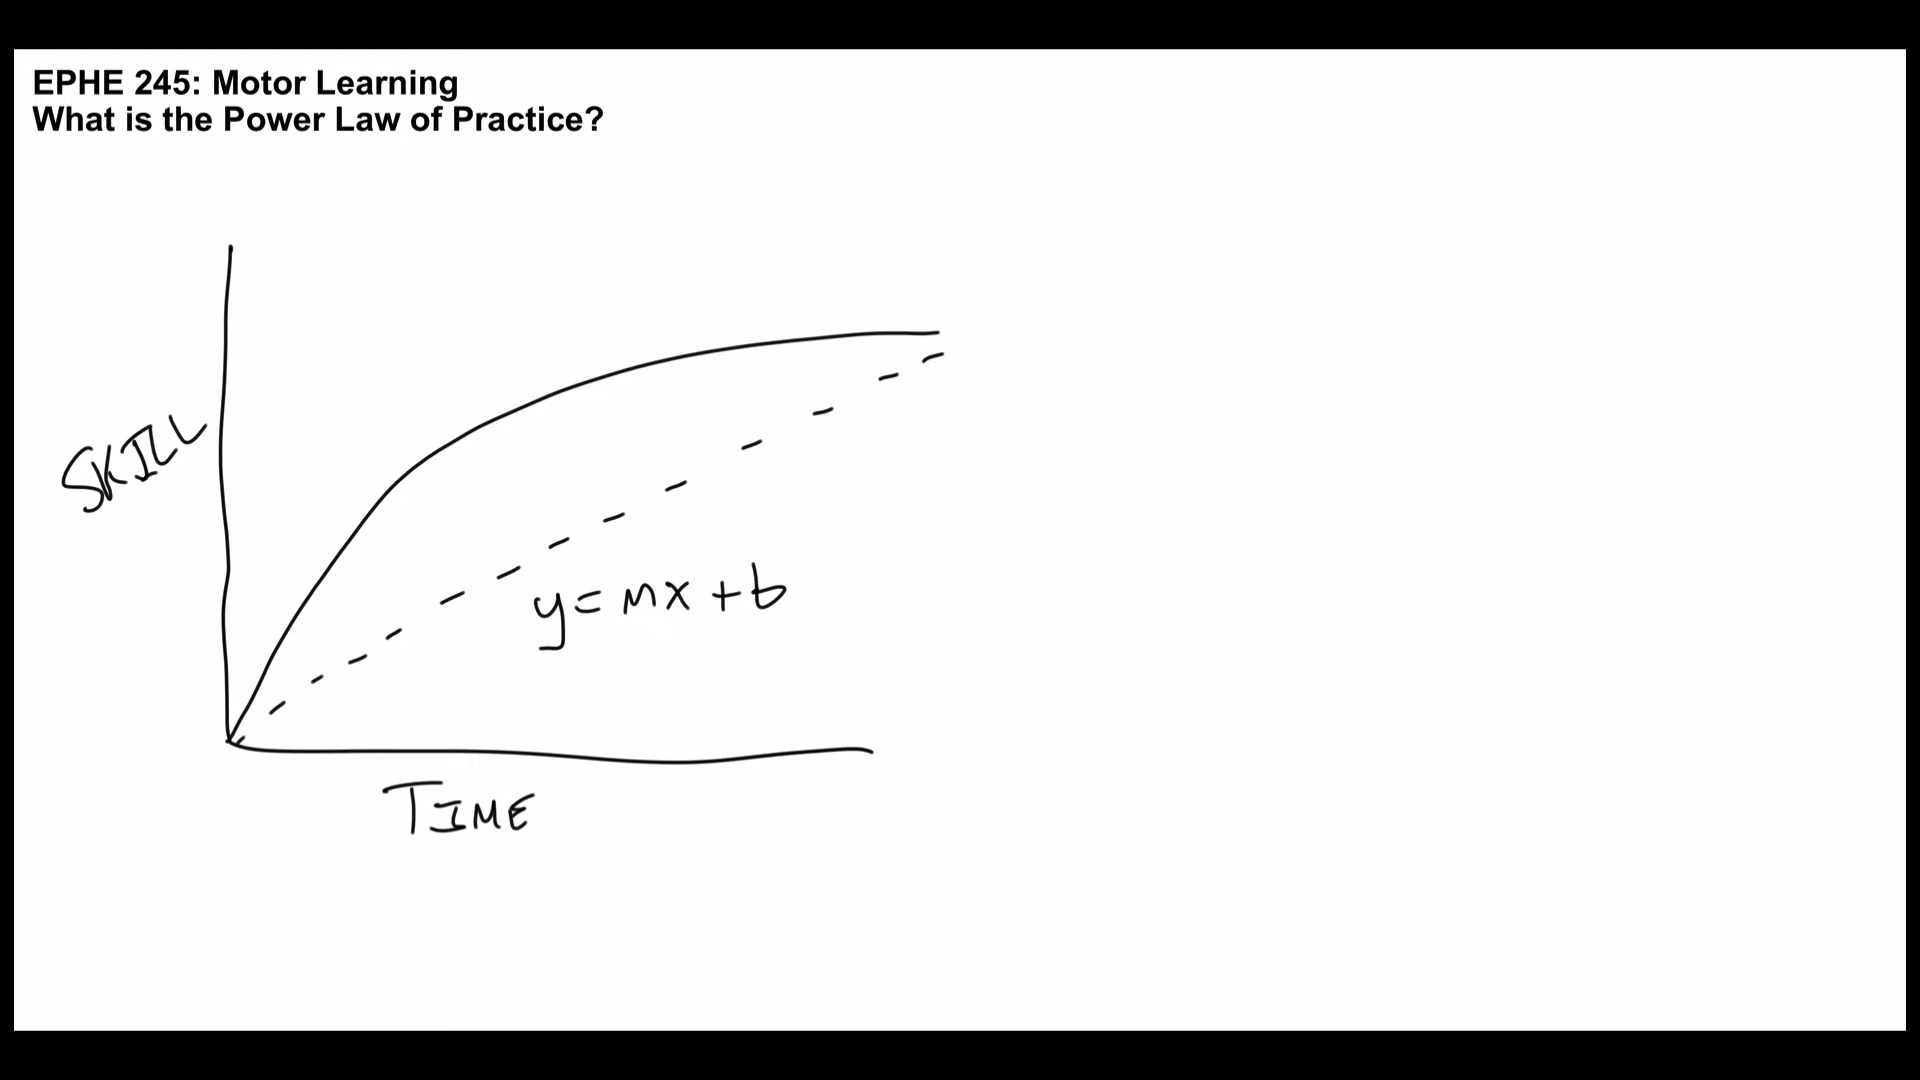 EPHE 245: Motor Learning
What is the Power Law of Practice?
SKILL
y = mx + b
TIME